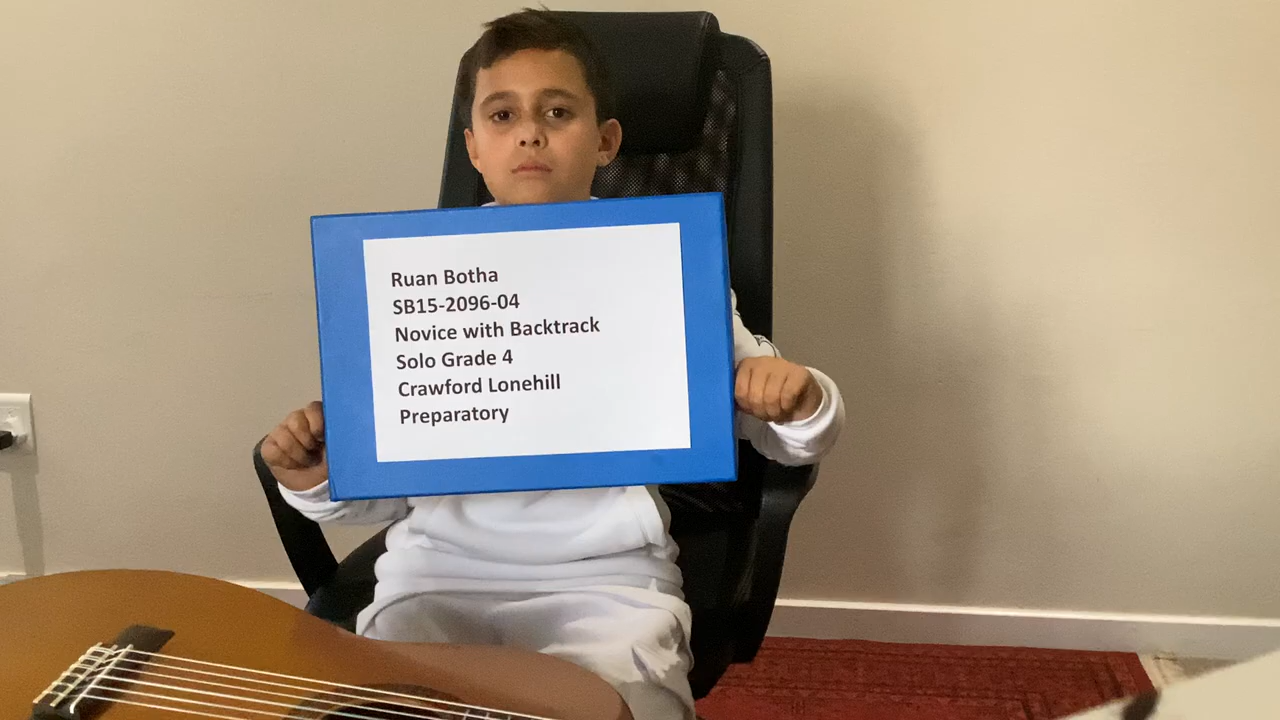 Ruan Botha
SB15-2096-04
Novice with Backtrack
Solo Grade 4
Crawford Lonehill
Preparatory